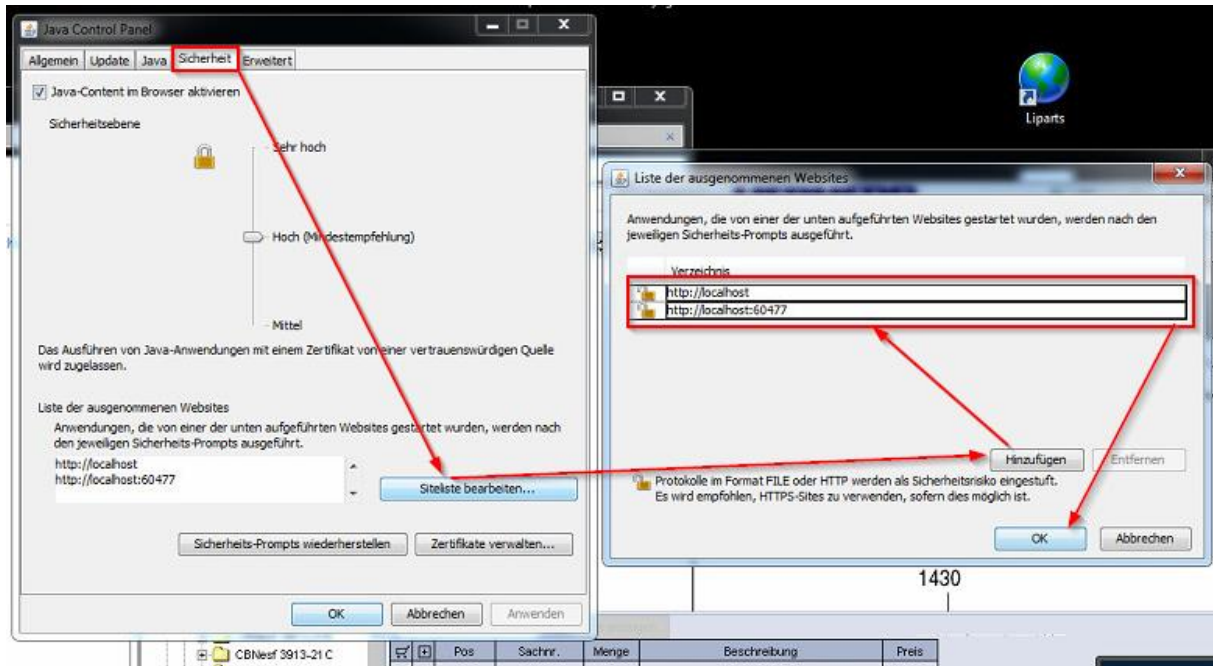 Java Control Panel
Allgemein Update Java Sicherheit Erweitert
Java-Content im Browser aktivieren
Sicherheitsebene
Sehr hoch
Hoch (Mindestempfehlung)
Mittel
Das Ausführen von Java-Anwendungen mit einem Zertifikat von einer vertrauenswürdigen Quelle
wird zugelassen.
Liste der ausgenommenen Websites
Anwendungen, die von einer der unten aufgeführten Websites gestartet wurden, werden nach
den jeweiligen Sicherheits-Prompts ausgeführt.
http://localhost
http://localhost:60477
Siteliste bearbeiten...
Sicherheits-Prompts wiederherstellen Zertifikate verwalten...
OK Abbrechen Anwenden
Liparts
Liste der ausgenommenen Websites
Anwendungen, die von einer der unten aufgeführten Websites gestartet wurden, werden nach den
jeweiligen Sicherheits-Prompts ausgeführt.
Verzeichnis
http://localhost
http://localhost:60477
Hinzufügen Entfernen
Protokolle im Format FILE oder HTTP werden als Sicherheitsrisiko eingestuft.
Es wird empfohlen, HTTPS-Sites zu verwenden, sofern dies möglich ist.
OK Abbrechen
1430
CBNesf 3913-21 C
Pos Sachnr. Menge Beschreibung Preis